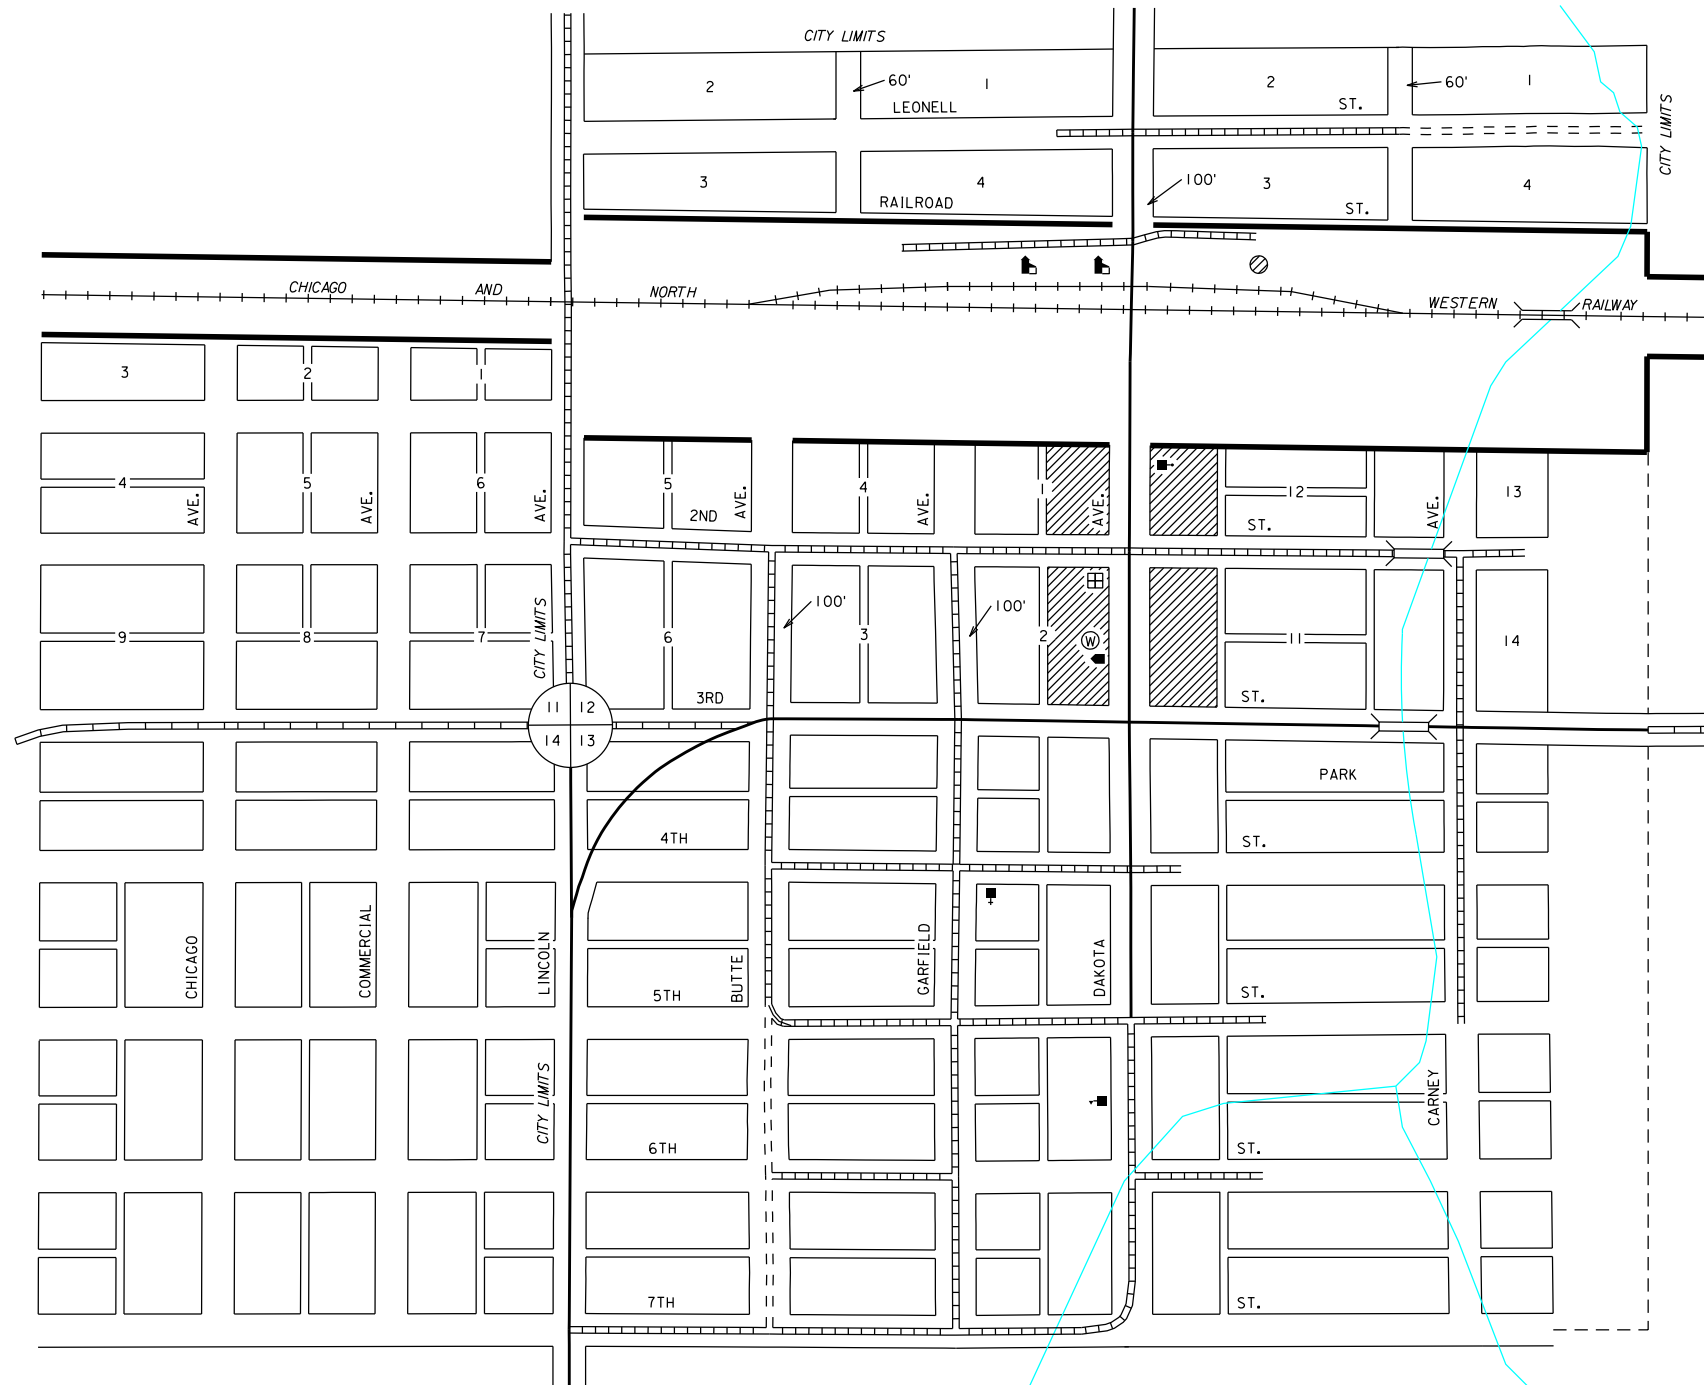 CITY LIMITS
2
60'
1
2
60'
1
LEONELL
ST.
CITY LIMITS
3
4
100'
3
4
RAILROAD
ST.
CHICAGO
AND
NORTH
WESTERN
RAILWAY
3
2
1
4
5
6
5
4
1
12
13
AVE.
AVE.
AVE.
AVE.
AVE.
AVE.
AVE.
2ND
ST.
CITY LIMITS
100'
100'
9
8
7
6
3
2
W
11
14
3RD
ST.
11
12
14
13
PARK
4TH
ST.
CHICAGO
COMMERCIAL
LINCOLN
BUTTE
GARFIELD
DAKOTA
5TH
ST.
CITY LIMITS
CARNEY
6TH
ST.
7TH
ST.